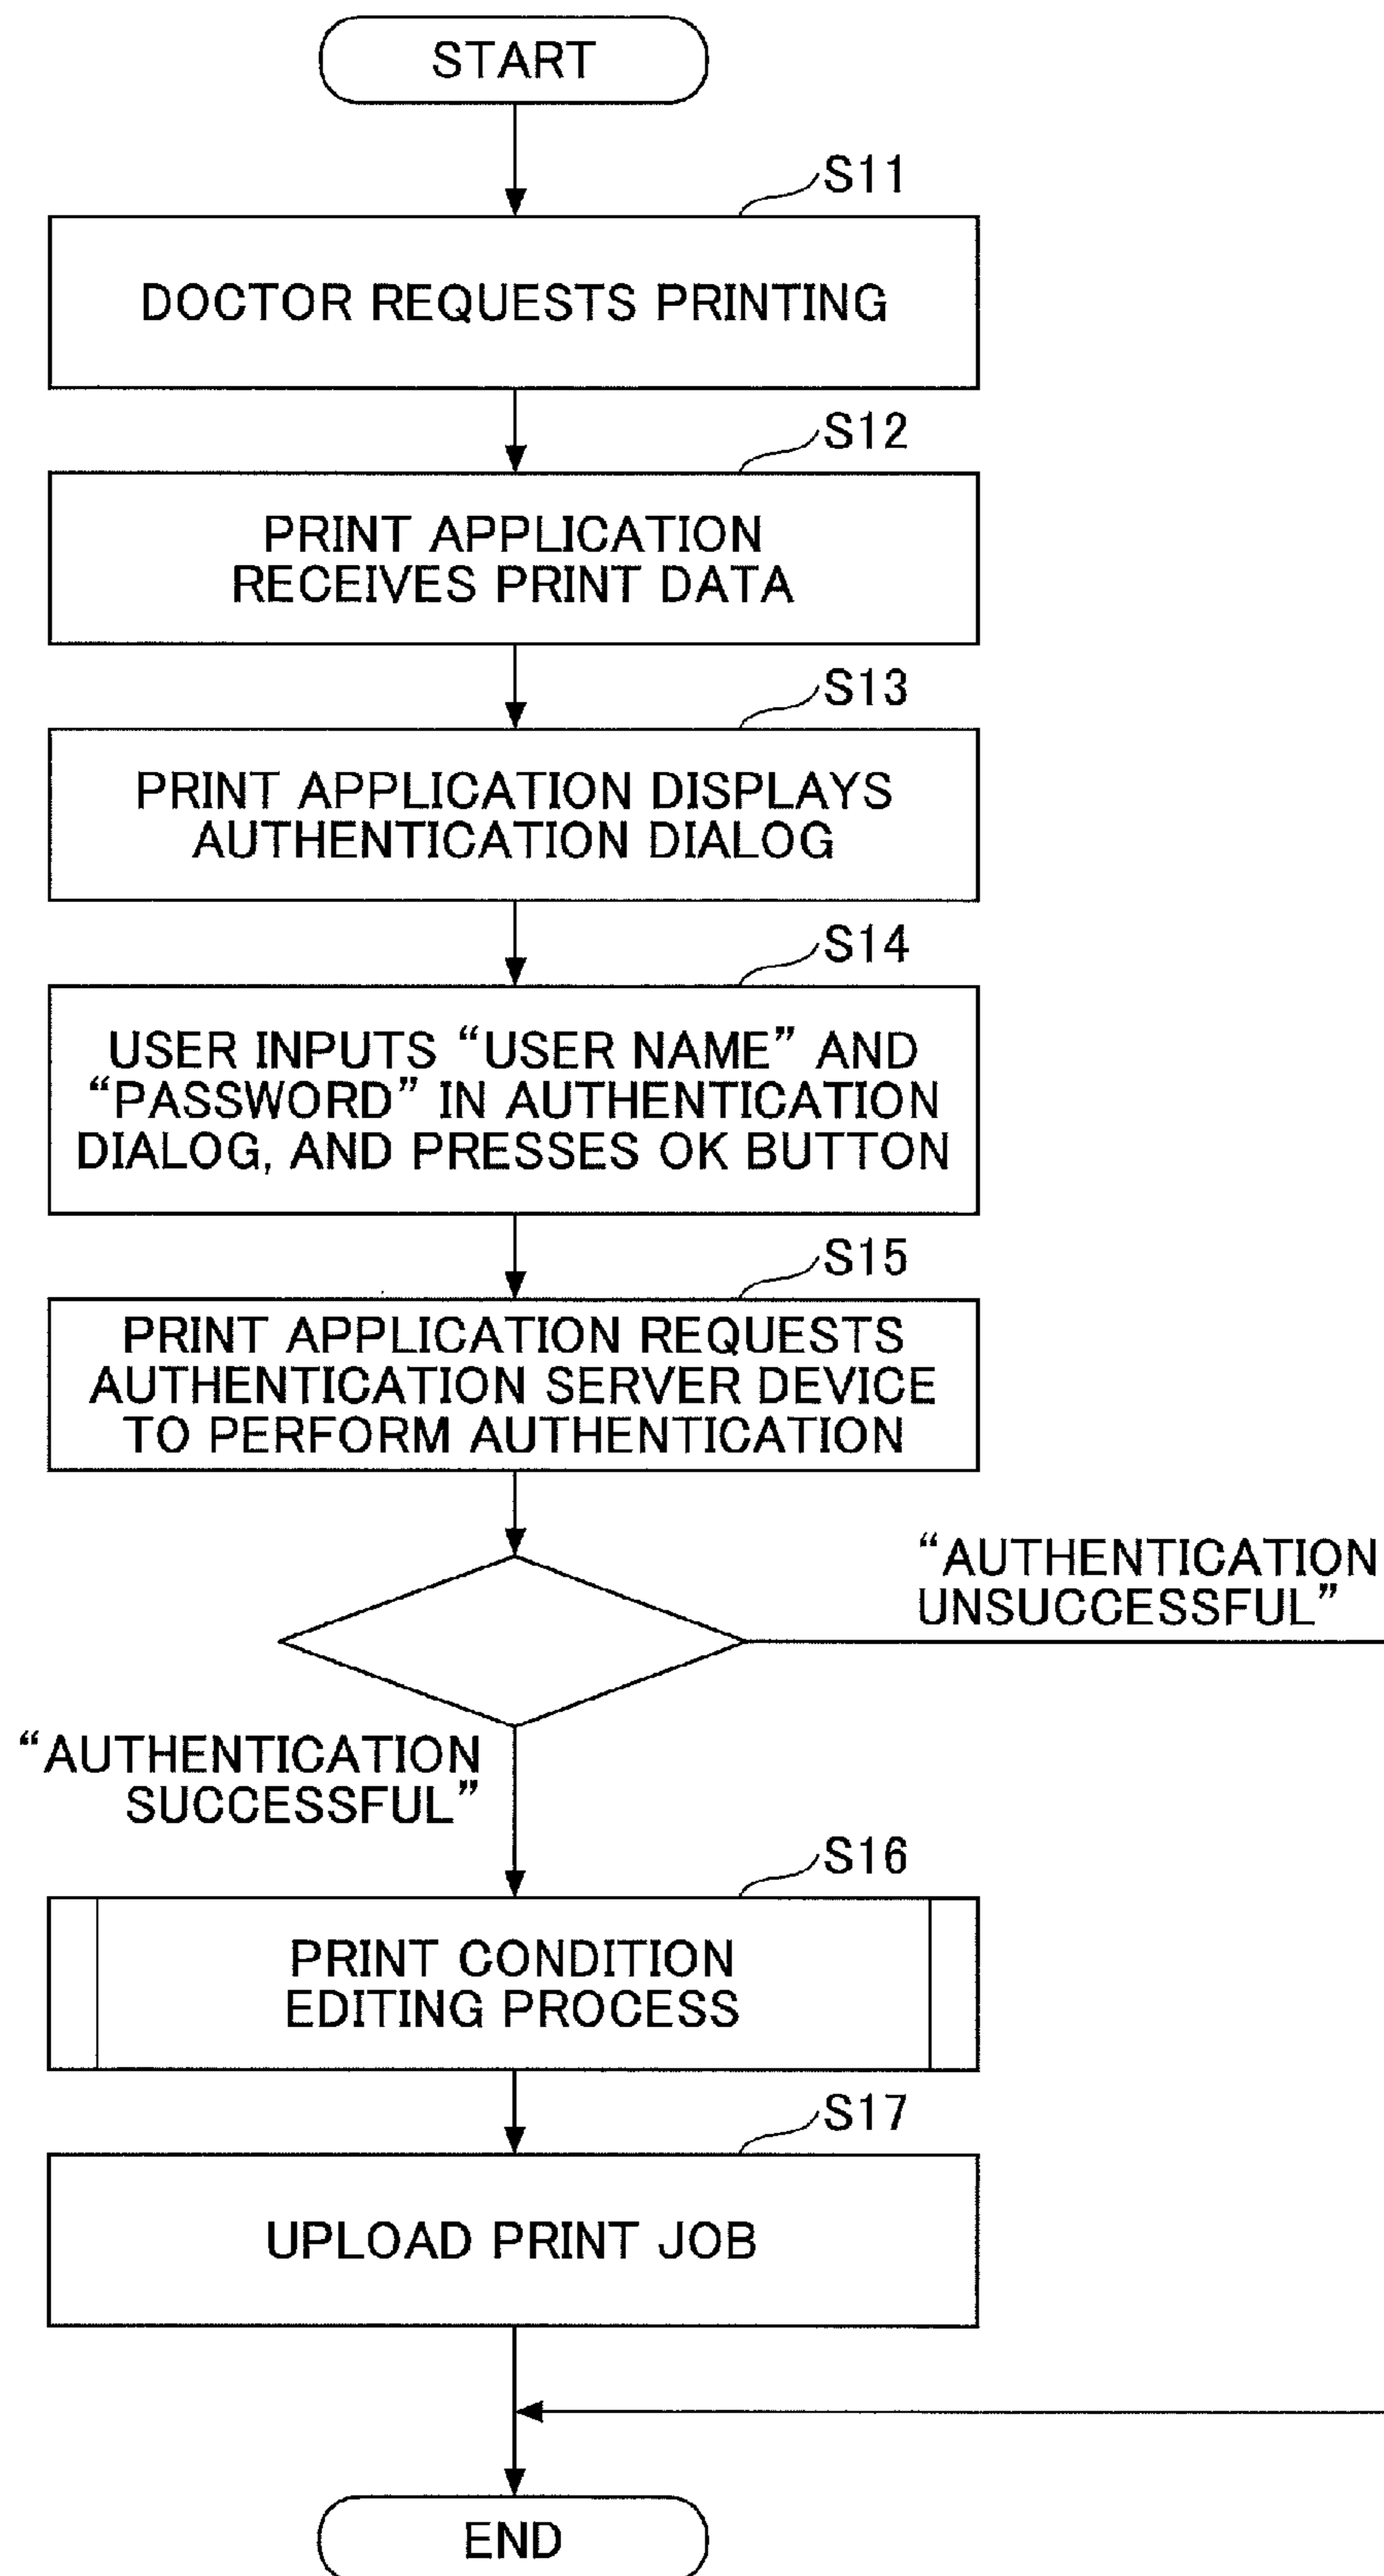 START
S11
DOCTOR REQUESTS PRINTING
S12
PRINT APPLICATION
RECEIVES PRINT DATA
S13
PRINT APPLICATION DISPLAYS
AUTHENTICATION DIALOG
S14
USER INPUTS “USER NAME” AND
“PASSWORD” IN AUTHENTICATION
DIALOG, AND PRESSES OK BUTTON
S15
PRINT APPLICATION REQUESTS
AUTHENTICATION SERVER DEVICE
TO PERFORM AUTHENTICATION
“AUTHENTICATION
UNSUCCESSFUL”
“AUTHENTICATION
SUCCESSFUL”
S16
PRINT CONDITION
EDITING PROCESS
S17
UPLOAD PRINT JOB
END